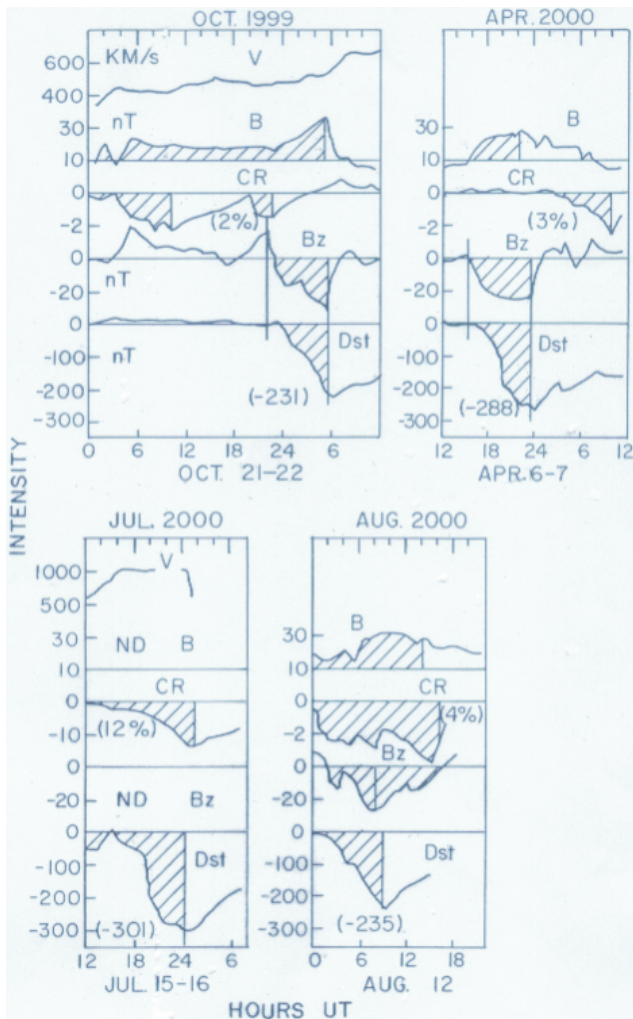 OCT. 1999
KM/s V
600
400
nT B
30
10
CR
0
-2
(2%)
Bz
0
-20
nT
0
-100
-200
-300
nT
Dst
(-231)
0 6 12 18 24 6
OCT. 21-22
APR. 2000
B
30
10
CR
0
-2
(3%)
Bz
0
-20
0
-100
-200
-300
Dst
(-288)
12 18 24 6 12
APR. 6-7
INTENSITY
JUL. 2000
V
1000
500
ND B
30
10
CR
0
-10
(12%)
0
-20
ND Bz
0
-100
-200
-300
Dst
(-301)
12 24 6
JUL. 15-16
AUG. 2000
B
30
10
CR
0
-2
(4%)
Bz
0
-20
0
-100
-200
-300
Dst
(-235)
0 6 12 18
AUG. 12
HOURS UT